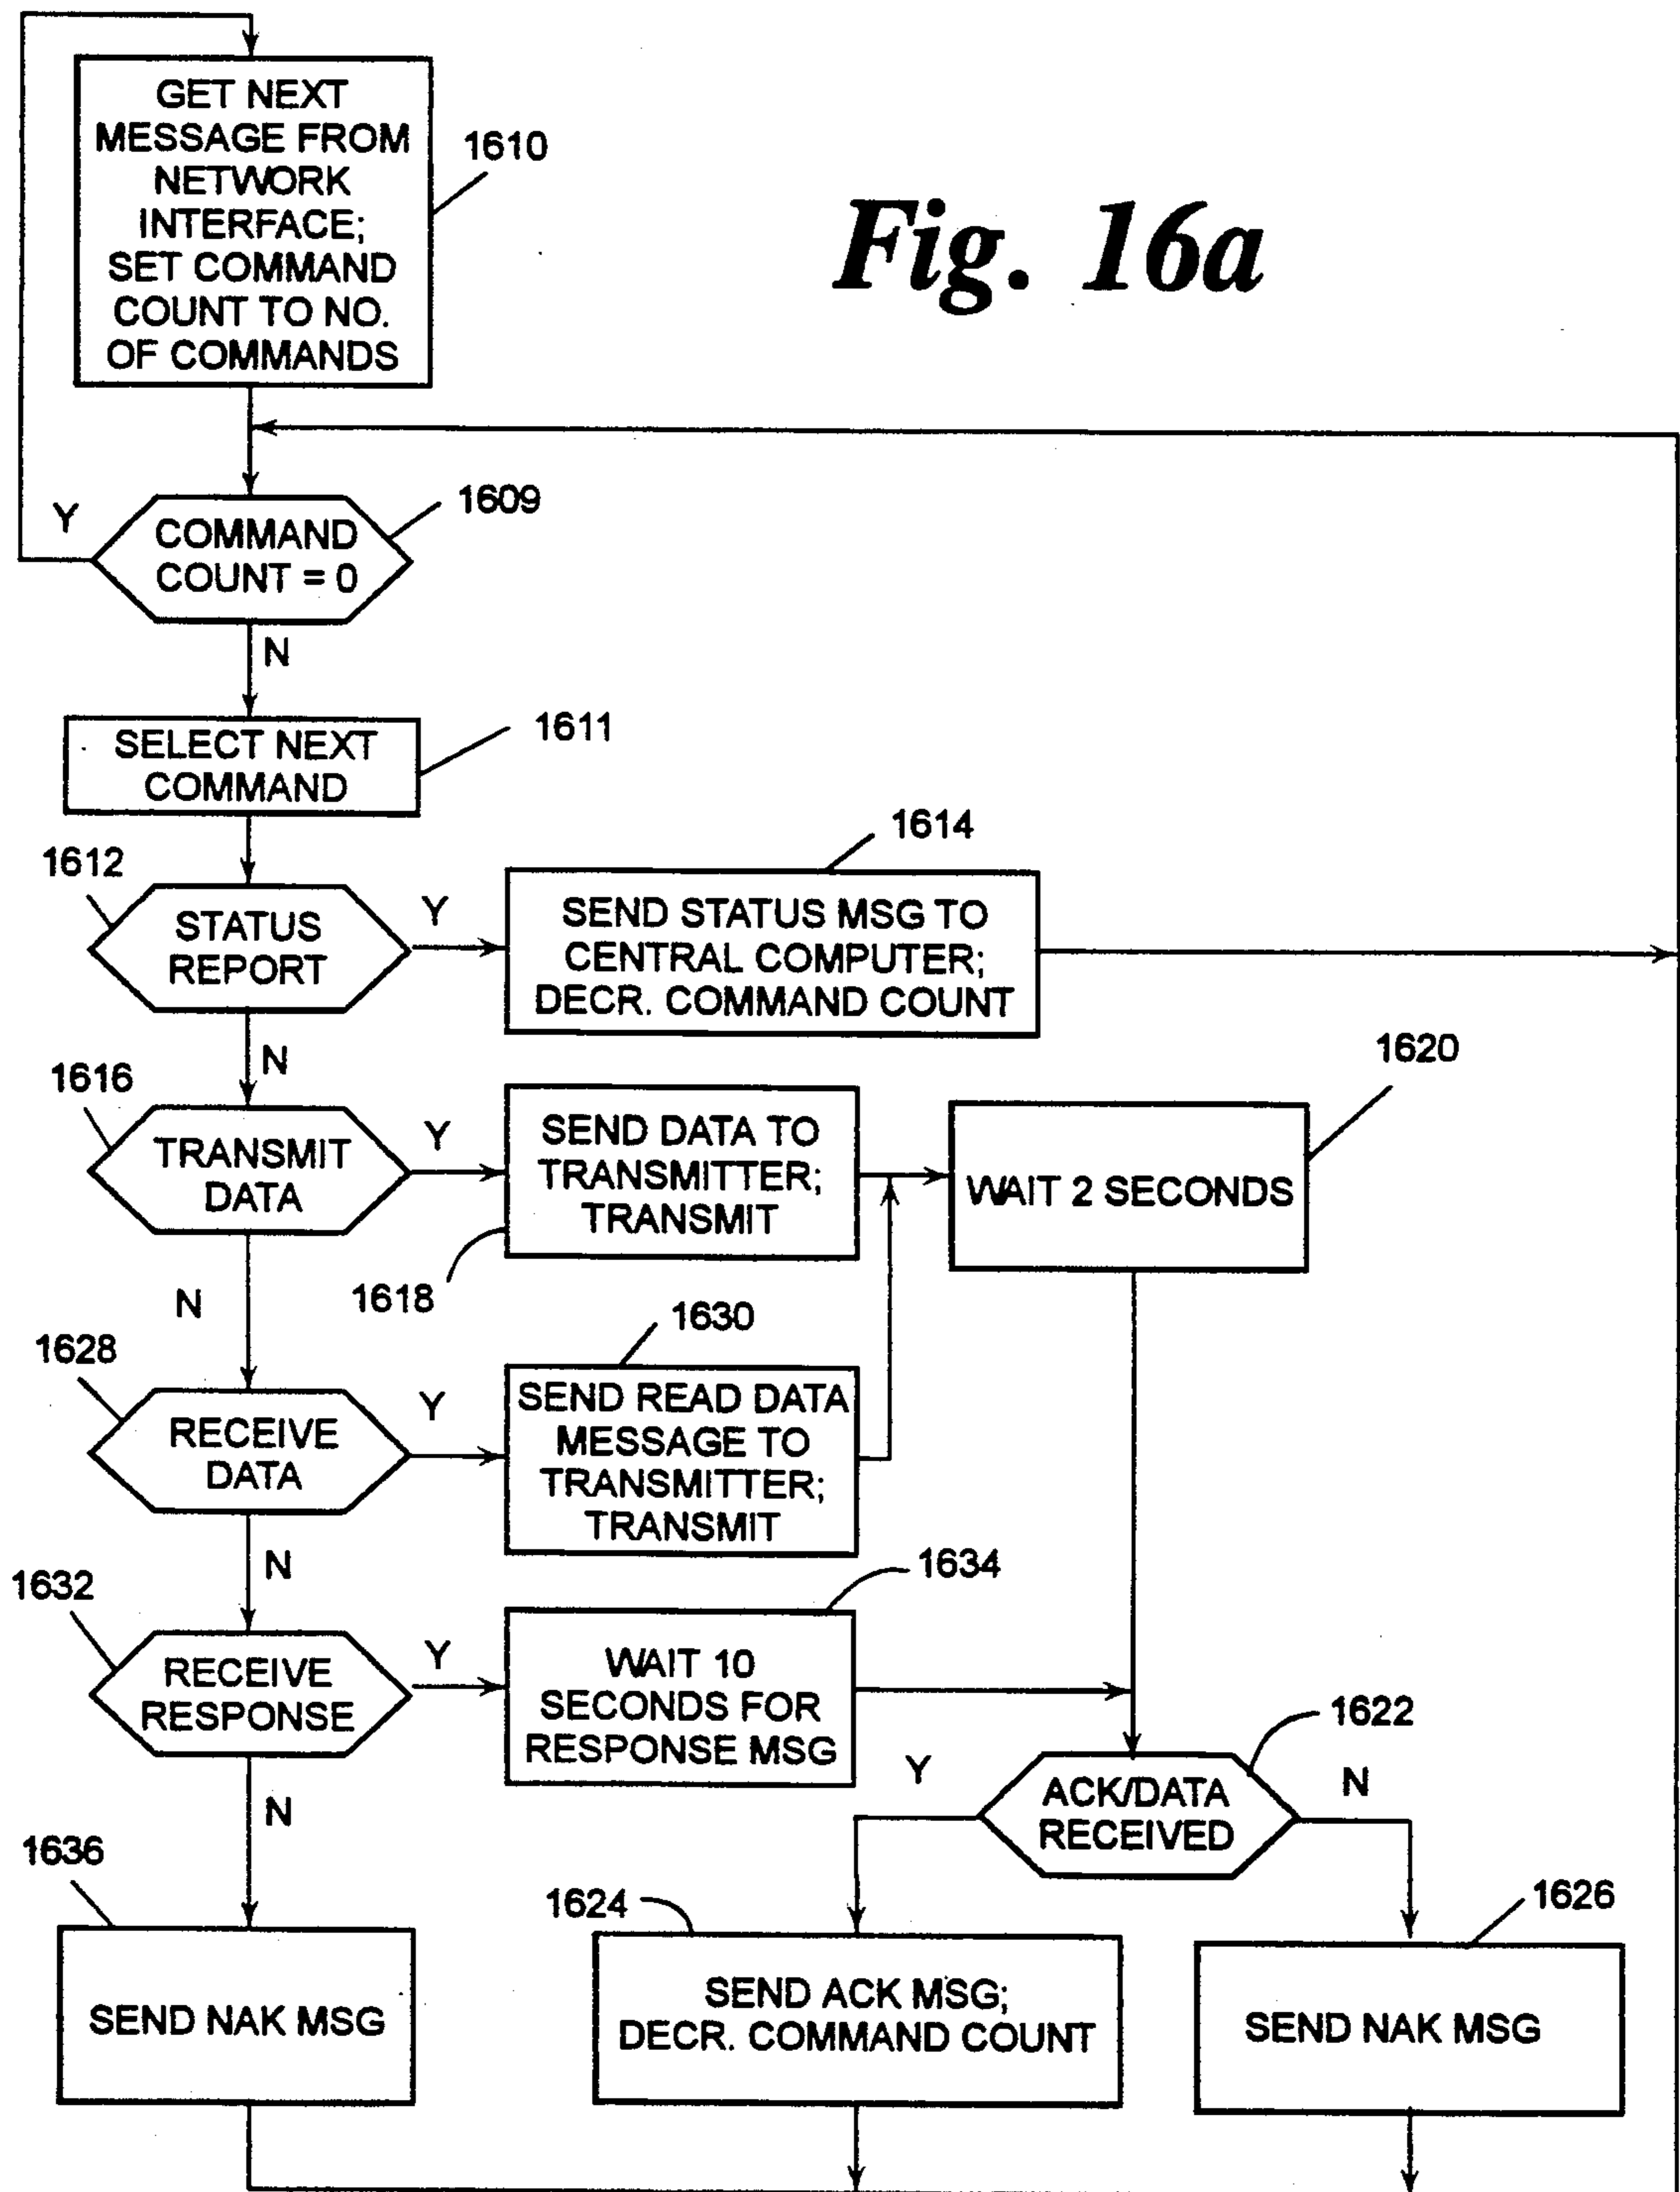 Fig. 16a
GET NEXT
MESSAGE FROM
NETWORK
INTERFACE;
SET COMMAND
COUNT TO NO.
OF COMMANDS
1610
1609
Y
COMMAND
COUNT = 0
N
SELECT NEXT
COMMAND
1611
1612
STATUS
REPORT
Y
1614
SEND STATUS MSG TO
CENTRAL COMPUTER;
DECR. COMMAND COUNT
N
1616
TRANSMIT
DATA
Y
SEND DATA TO
TRANSMITTER;
TRANSMIT
1618
1620
WAIT 2 SECONDS
N
1628
RECEIVE
DATA
Y
1630
SEND READ DATA
MESSAGE TO
TRANSMITTER;
TRANSMIT
N
1632
RECEIVE
RESPONSE
Y
1634
WAIT 10
SECONDS FOR
RESPONSE MSG
1622
Y
ACK/DATA
RECEIVED
N
N
1636
SEND NAK MSG
1624
SEND ACK MSG;
DECR. COMMAND COUNT
1626
SEND NAK MSG